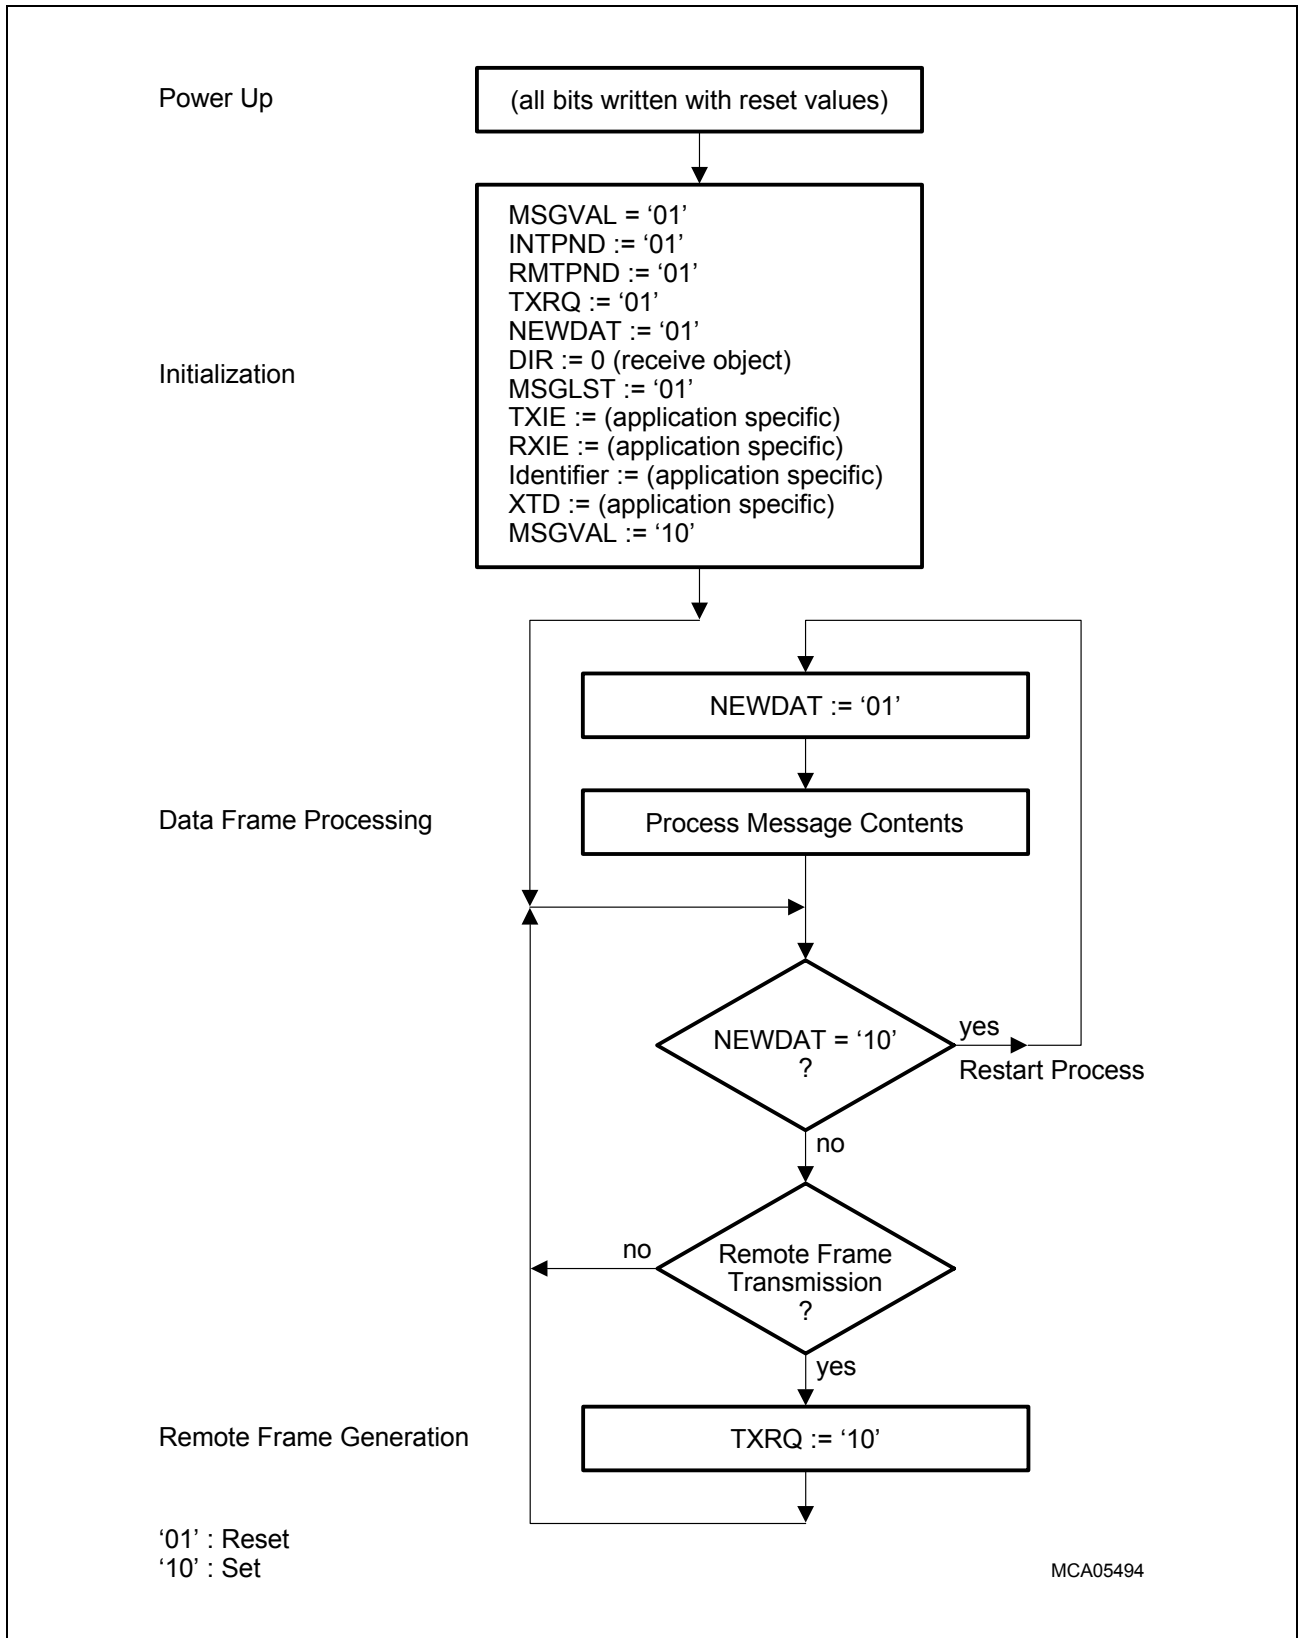 Power Up
(all bits written with reset values)
Initialization
MSGVAL = ‘01’
INTPND := ‘01’
RMTPND := ‘01’
TXRQ := ‘01’
NEWDAT := ‘01’
DIR := 0 (receive object)
MSGLST := ‘01’
TXIE := (application specific)
RXIE := (application specific)
Identifier := (application specific)
XTD := (application specific)
MSGVAL := ‘10’
NEWDAT := ‘01’
Data Frame Processing
Process Message Contents
NEWDAT = ‘10’
?
yes
Restart Process
no
Remote Frame
Transmission
?
no
yes
Remote Frame Generation
TXRQ := ‘10’
‘01’ : Reset
‘10’ : Set
MCA05494